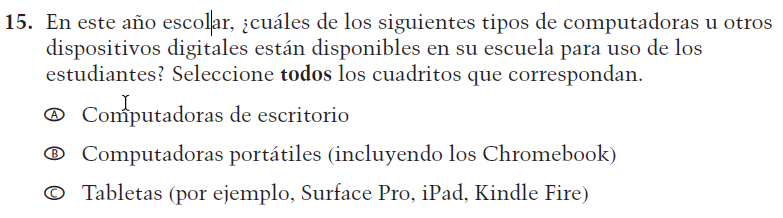 15. En este año escolar, ¿cuáles de los siguientes tipos de computadoras u otros
dispositivos digitales están disponibles en su escuela para uso de los
estudiantes? Seleccione todos los cuadritos que correspondan.
A Computadoras de escritorio
B Computadoras portátiles (incluyendo los Chromebook)
C Tabletas (por ejemplo, Surface Pro, iPad, Kindle Fire)